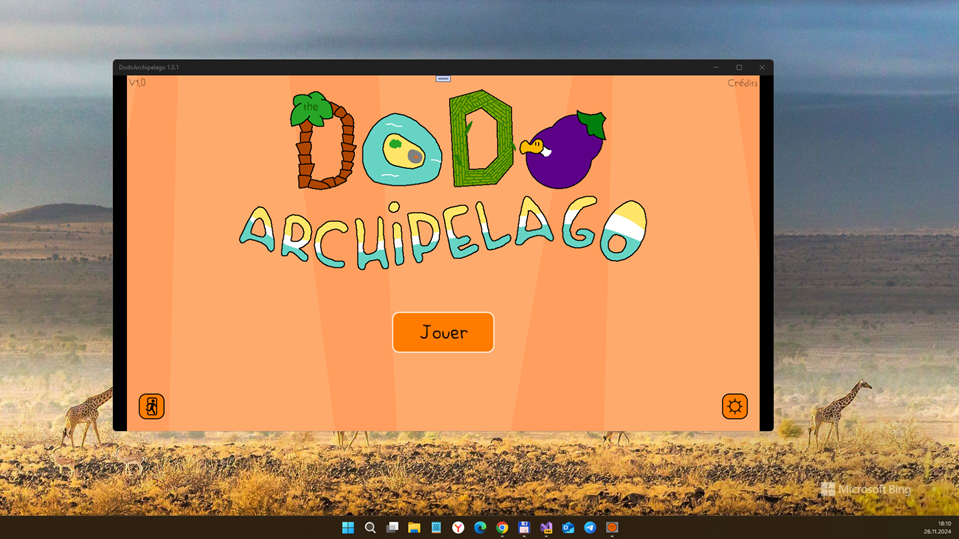 DodoArchipelago 1.0.1
V1.0
Crédits
the
DODO
ARCHiPELAGO
Jouer
Microsoft Bing
18:10
26.11.2024